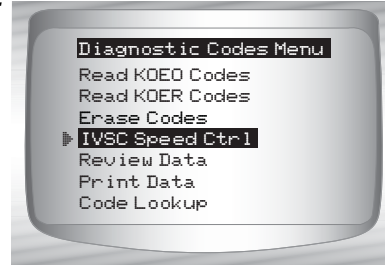 Diagnostic Codes Menu
Read KOEO Codes
Read KOER Codes
Erase Codes
IVSC Speed Ctrl
Review Data
Print Data
Code Lookup